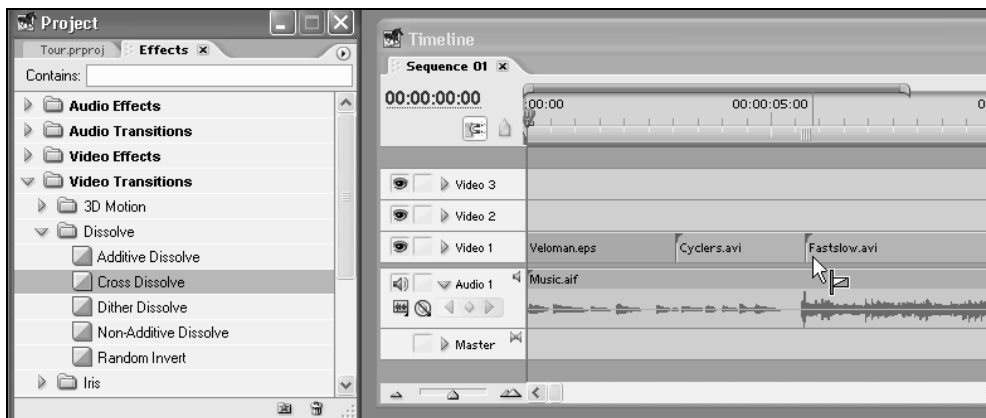 Project
Tour.prproj
Effects
Contains:
Audio Effects
Audio Transitions
Video Effects
Video Transitions
3D Motion
Dissolve
Additive Dissolve
Cross Dissolve
Dither Dissolve
Non-Additive Dissolve
Random Invert
Iris
Timeline
Sequence 01
00:00:00:00
:00:00
00:00:05:00
0
Video 3
Video 2
Video 1
Veloman.eps
Cyclers.avi
Fastslow.avi
Audio 1
Music.aif
Master